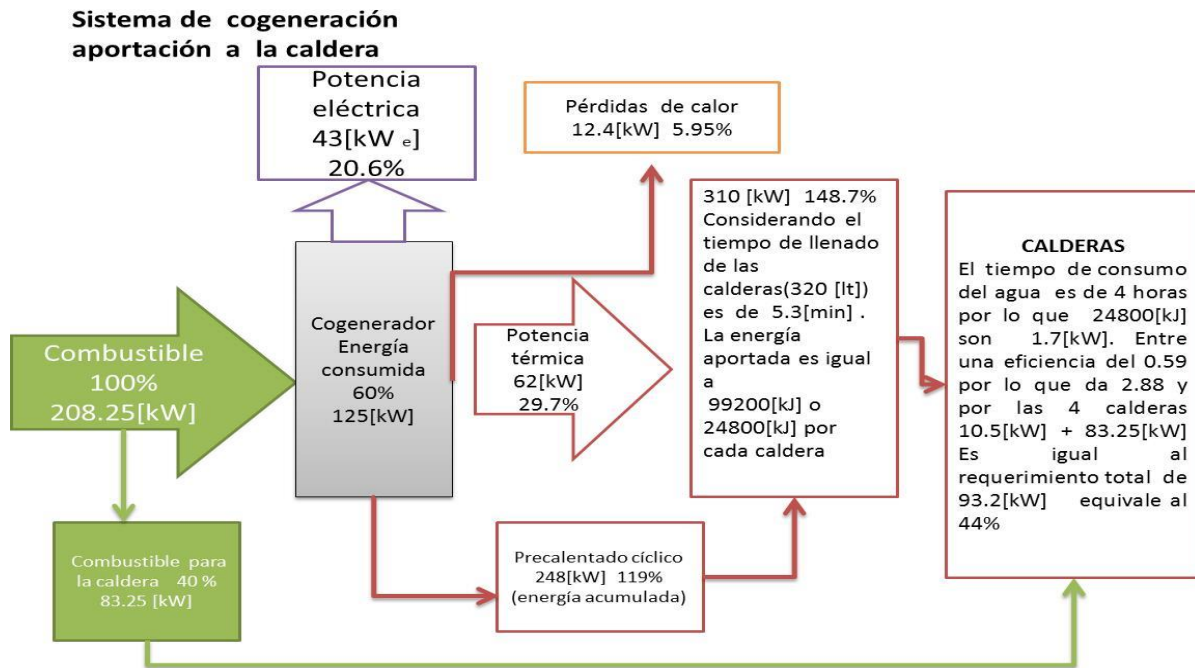 Sistema de cogeneración
aportación a la caldera
Potencia
eléctrica
43[kW e]
20.6%
Pérdidas de calor
12.4[kW] 5.95%
Combustible
100%
208.25[kW]
Cogenerador
Energía
consumida
60%
125[kW]
Potencia
térmica
62[kW]
29.7%
310 [kW] 148.7%
Considerando el
tiempo de llenado
de las
calderas(320 [lt])
es de 5.3[min] .
La energía
aportada es igual
a
99200[kJ] o
24800[kJ] por
cada caldera
CALDERAS
El tiempo de consumo
del agua es de 4 horas
por lo que 24800[kJ]
son 1.7[kW]. Entre
una eficiencia del 0.59
por lo que da 2.88 y
por las 4 calderas
10.5[kW] + 83.25[kW]
Es igual al
requerimiento total de
93.2[kW] equivale al
44%
Combustible para
la caldera 40 %
83.25 [kW]
Precalentado cíclico
248[kW] 119%
(energía acumulada)